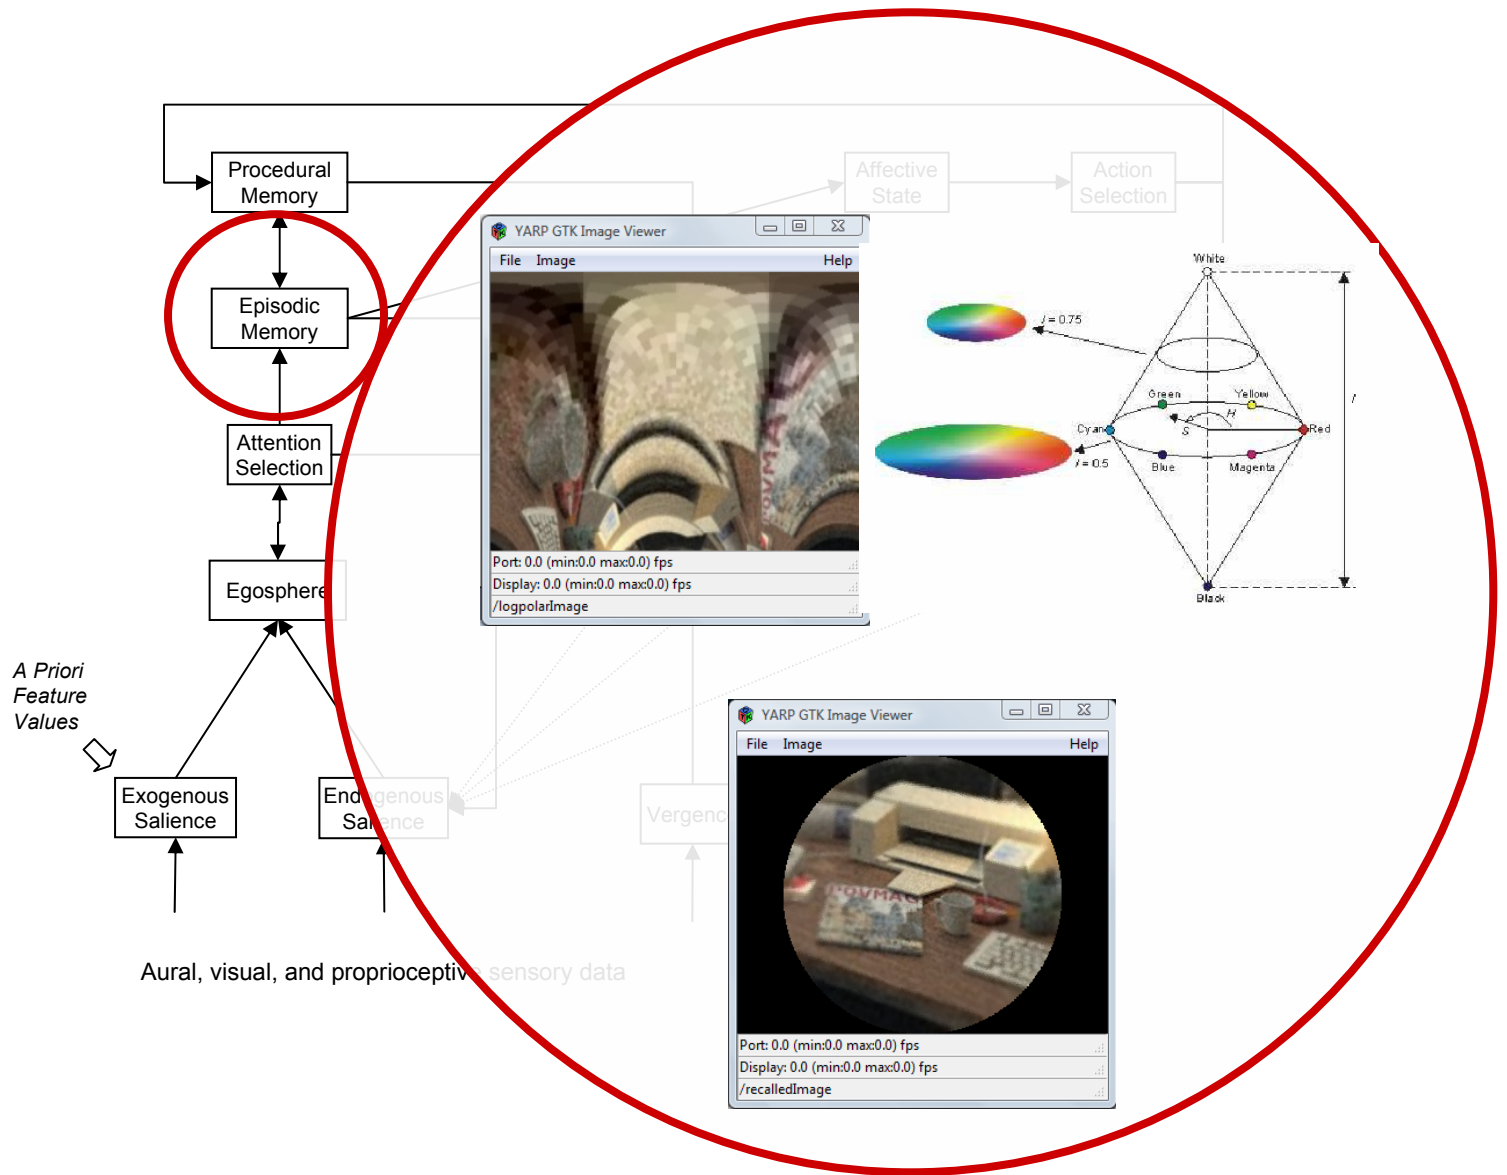 Procedural
Memory
Affective
State
Action
Selection
YARP GTK Image Viewer
File Image Help
Episodic
Memory
White
I = 0.75
Green
Yellow
H
I
Cyan
S
Red
I = 0.5
Blue
Magenta
Attention
Selection
Port: 0.0 (min:0.0 max:0.0) fps
Display: 0.0 (min:0.0 max:0.0) fps
/logpolarImage
Egosphere
Black
A Priori
Feature
Values
YARP GTK Image Viewer
File Image Help
Exogenous
Salience
Endogenous
Salience
Vergence
POVMAC
Port: 0.0 (min:0.0 max:0.0) fps
Display: 0.0 (min:0.0 max:0.0) fps
/recalledImage
Aural, visual, and proprioceptive sensory data